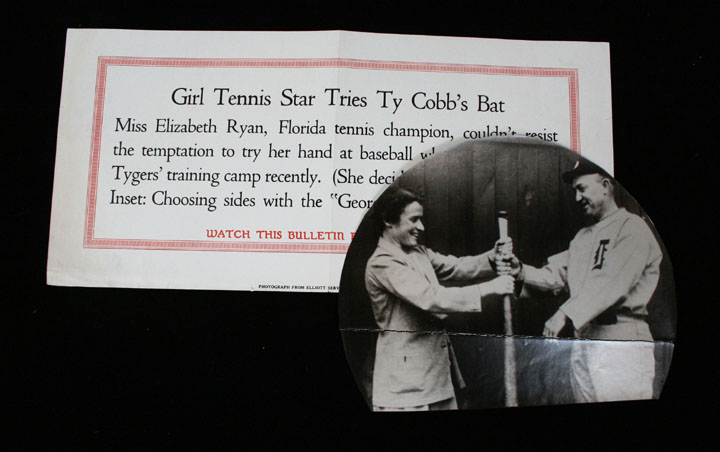 Girl Tennis Star Tries Ty Cobb's Bat
Miss Elizabeth Ryan, Florida tennis champion, couldn't resist
the temptation to try her hand at baseball
Tygers' training camp recently. (She
Inset: Choosing sides with the "Geor
WATCH THIS BULLETIN
PHOTOGRAPH FROM ELLIOTT SERV